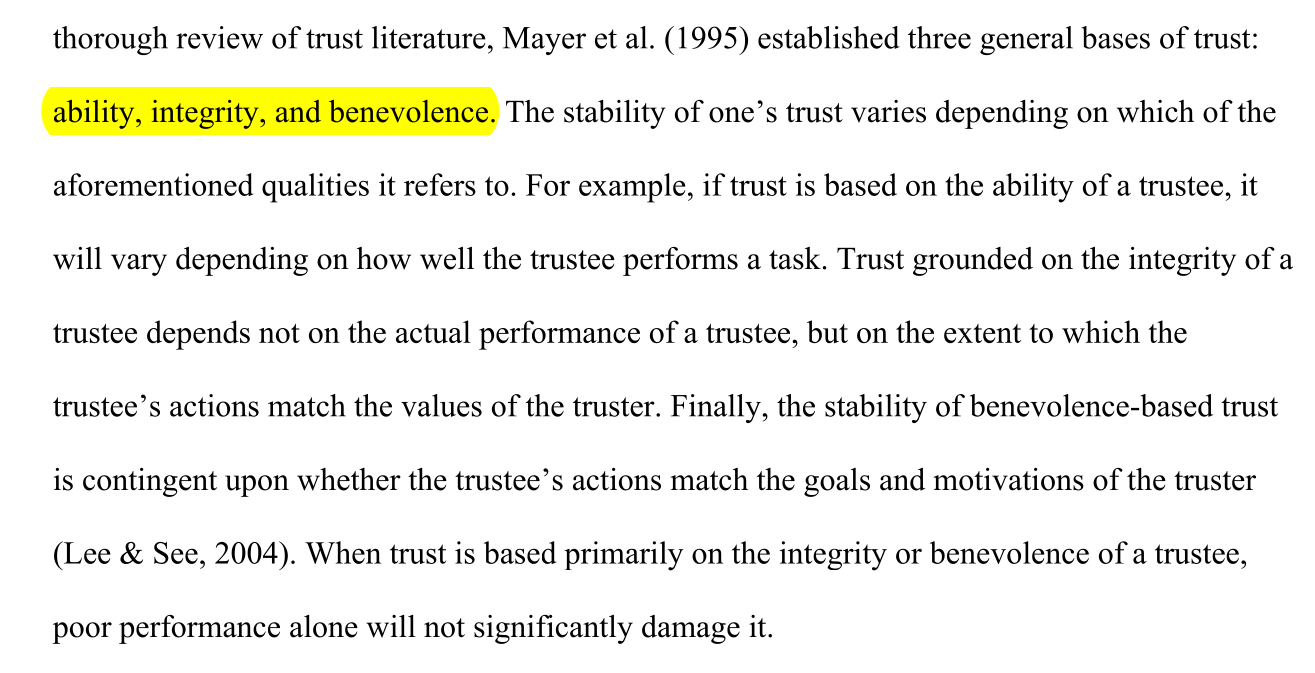 thorough review of trust literature, Mayer et al. (1995) established three general bases of trust:
ability, integrity, and benevolence. The stability of one’s trust varies depending on which of the
aforementioned qualities it refers to. For example, if trust is based on the ability of a trustee, it
will vary depending on how well the trustee performs a task. Trust grounded on the integrity of a
trustee depends not on the actual performance of a trustee, but on the extent to which the
trustee’s actions match the values of the truster. Finally, the stability of benevolence-based trust
is contingent upon whether the trustee’s actions match the goals and motivations of the truster
(Lee & See, 2004). When trust is based primarily on the integrity or benevolence of a trustee,
poor performance alone will not significantly damage it.